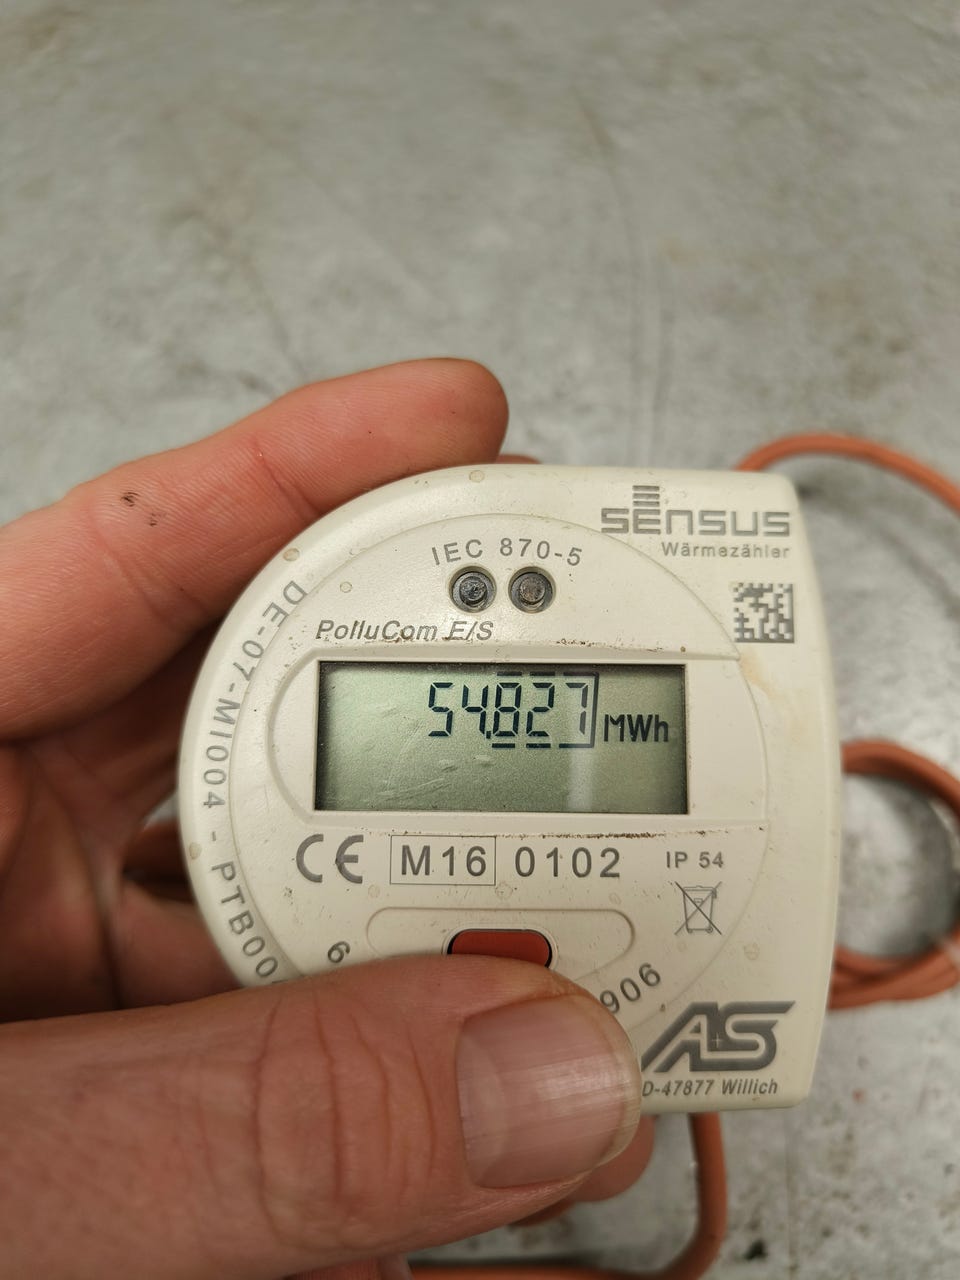 SENSUS
Wärmezähler
IEC 870-5
PolluCom E/S
DE-07-MI004 - PTB00
54.827 MWh
CE M16 0102 IP 54
6
906
AS
D-47877 Willich